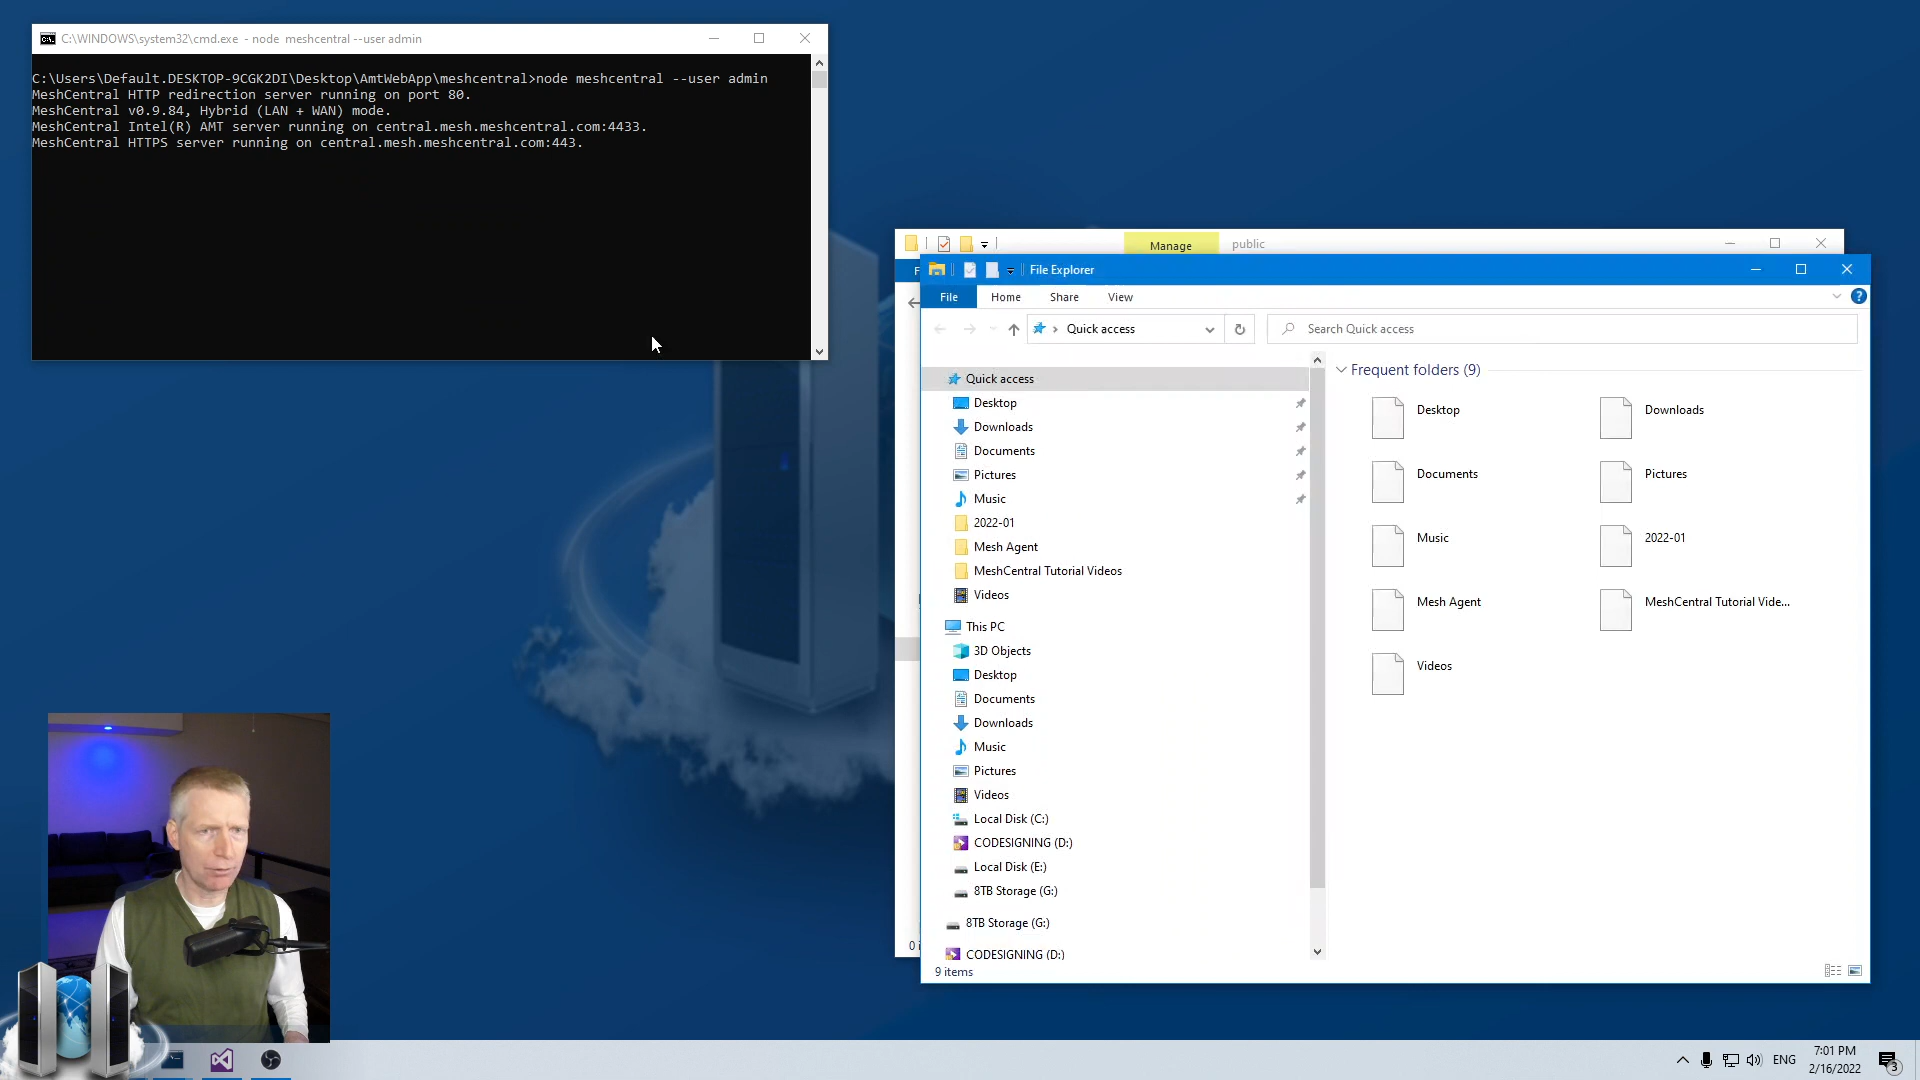 C:\WINDOWS\system32\cmd.exe - node meshcentral --user admin
C:\Users\Default.DESKTOP-9CGK2DI\Desktop\AmtWebApp\meshcentral>node meshcentral --user admin
MeshCentral HTTP redirection server running on port 80.
MeshCentral v0.9.84, Hybrid (LAN + WAN) mode.
MeshCentral Intel(R) AMT server running on central.mesh.meshcentral.com:4433.
MeshCentral HTTPS server running on central.mesh.meshcentral.com:443.
Manage
public
F
File Explorer
File
Home
Share
View
Quick access
Search Quick access
Quick access
Desktop
Downloads
Documents
Pictures
Music
2022-01
Mesh Agent
MeshCentral Tutorial Videos
Videos
This PC
3D Objects
Desktop
Documents
Downloads
Music
Pictures
Videos
Local Disk (C:)
CODESIGNING (D:)
Local Disk (E:)
8TB Storage (G:)
8TB Storage (G:)
CODESIGNING (D:)
Frequent folders (9)
Desktop
Downloads
Documents
Pictures
Music
2022-01
Mesh Agent
MeshCentral Tutorial Vide...
Videos
0 i
9 items
ENG
7:01 PM
2/16/2022
3